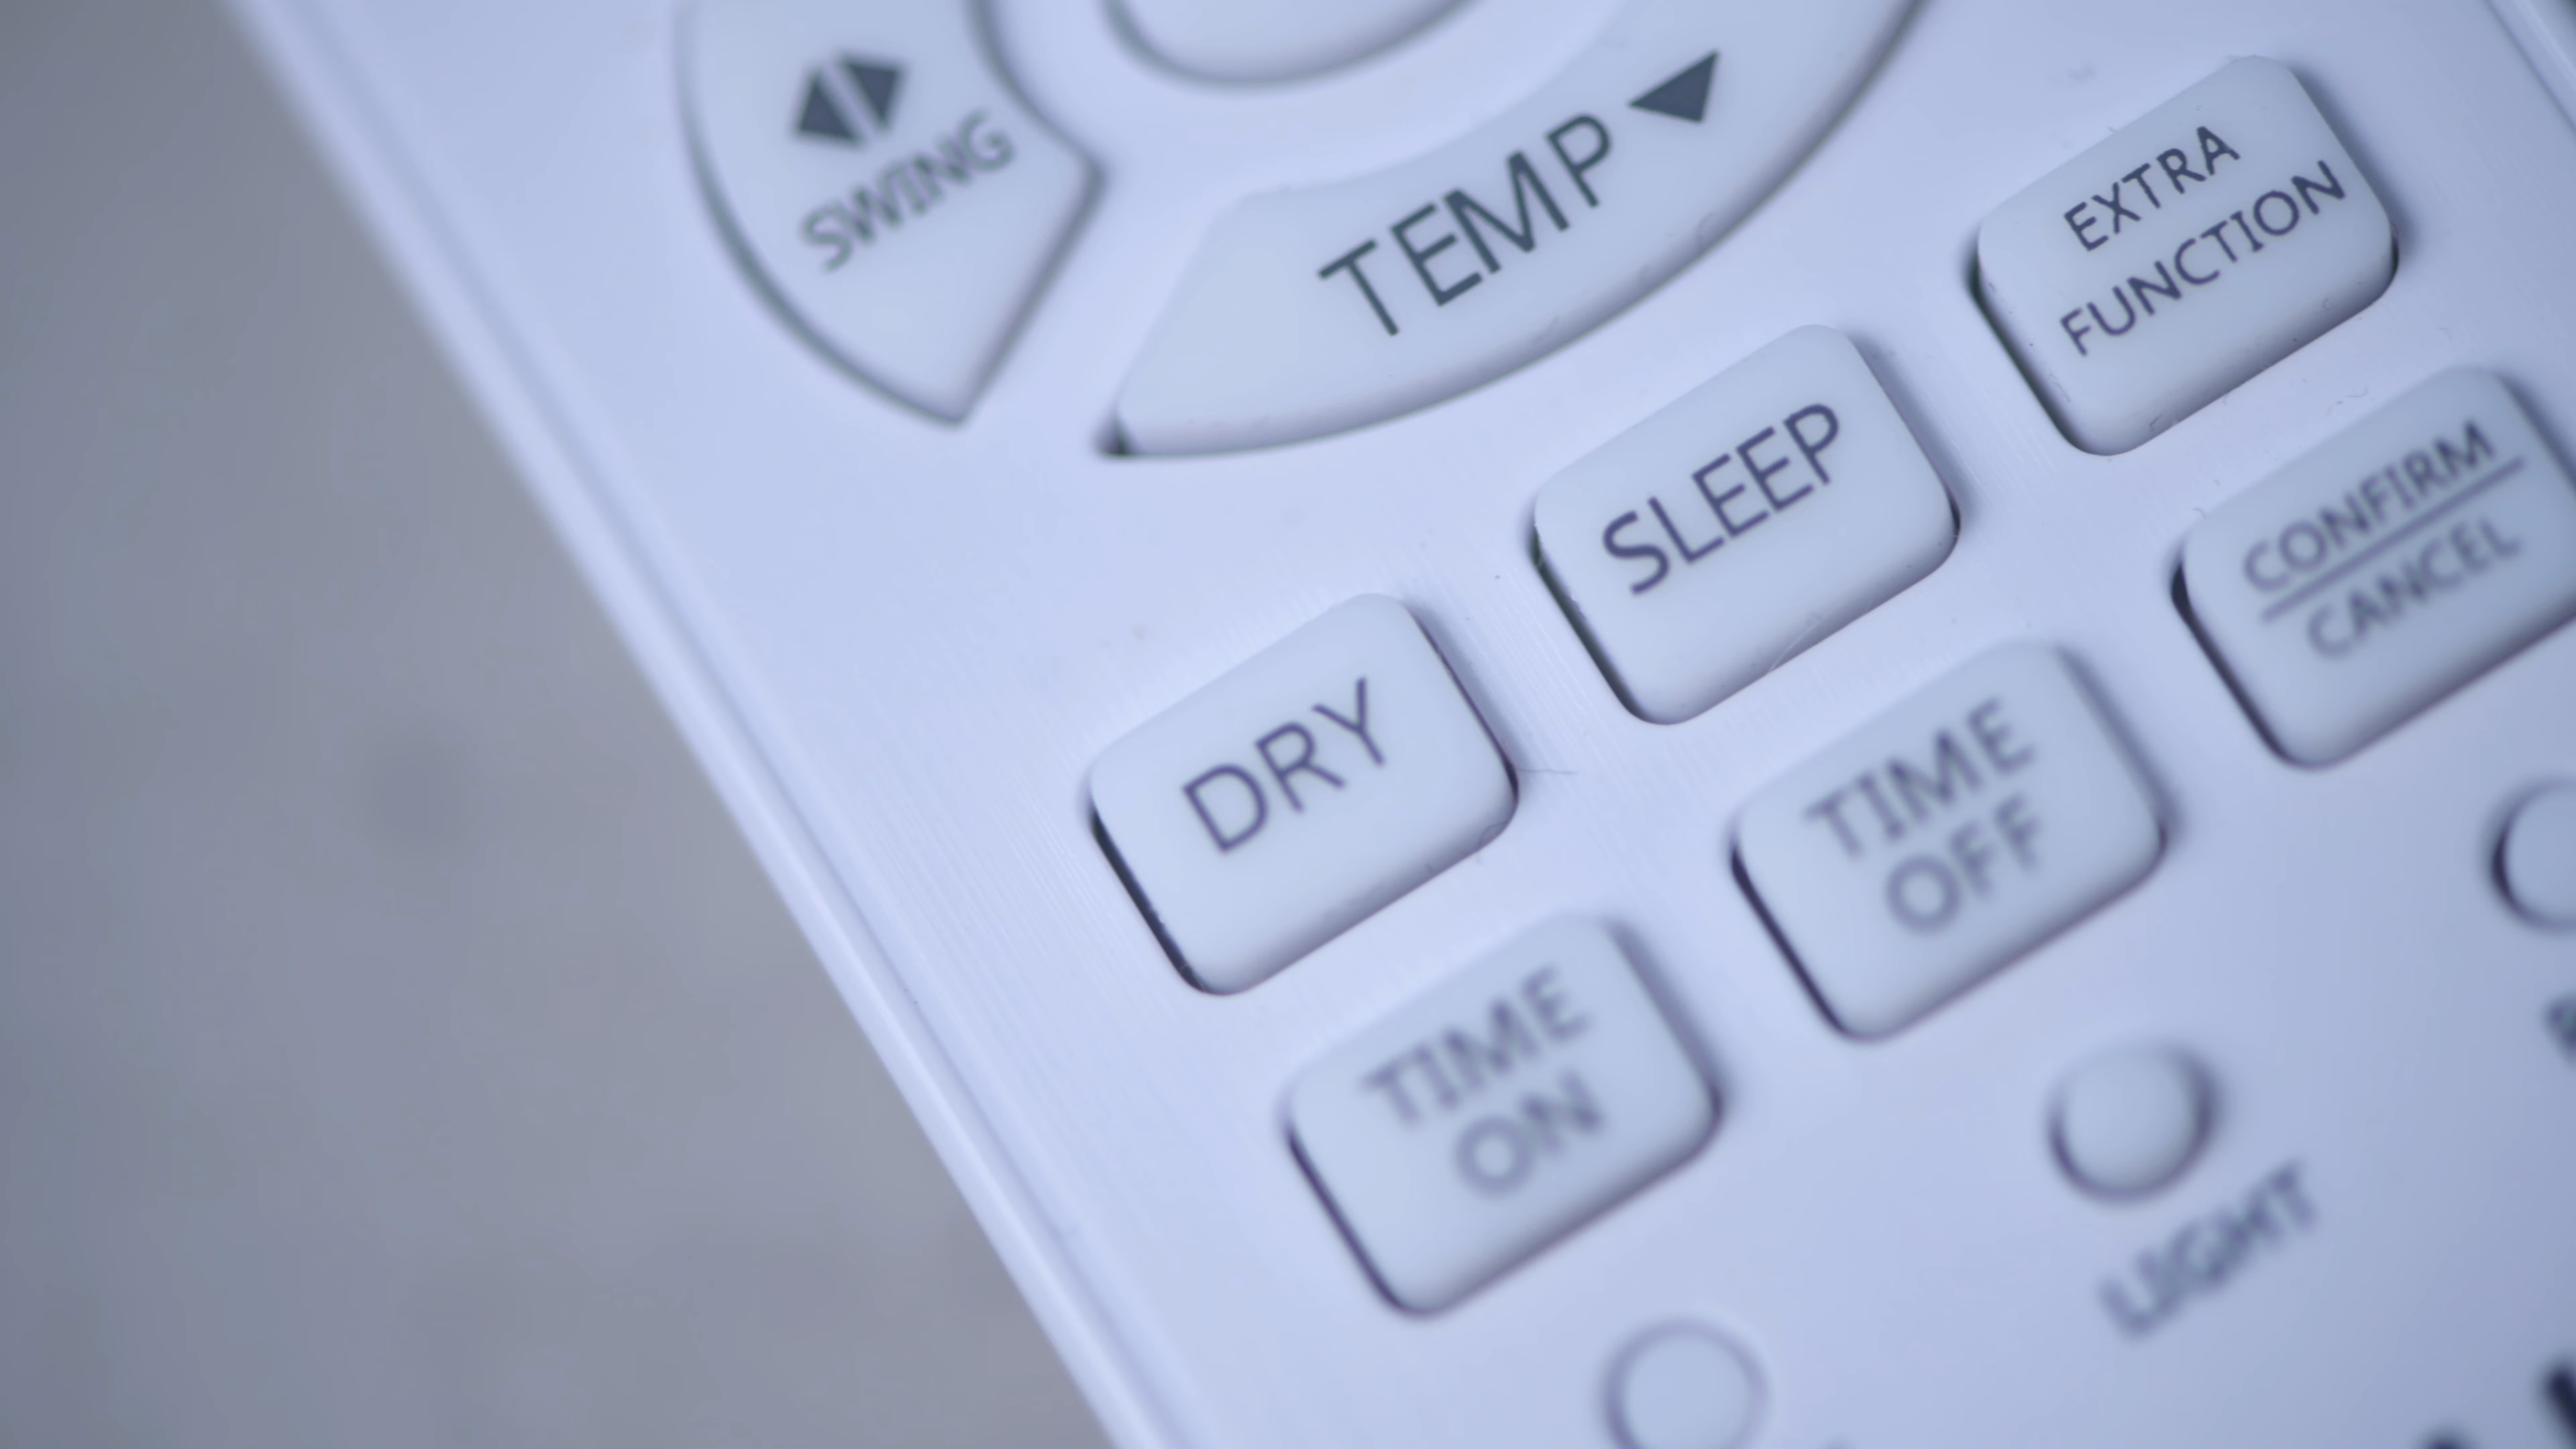 SWING
TEMP
EXTRA
FUNCTION
SLEEP
CONFIRM
CANCEL
DRY
TIME
OFF
TIME
ON
LIGHT